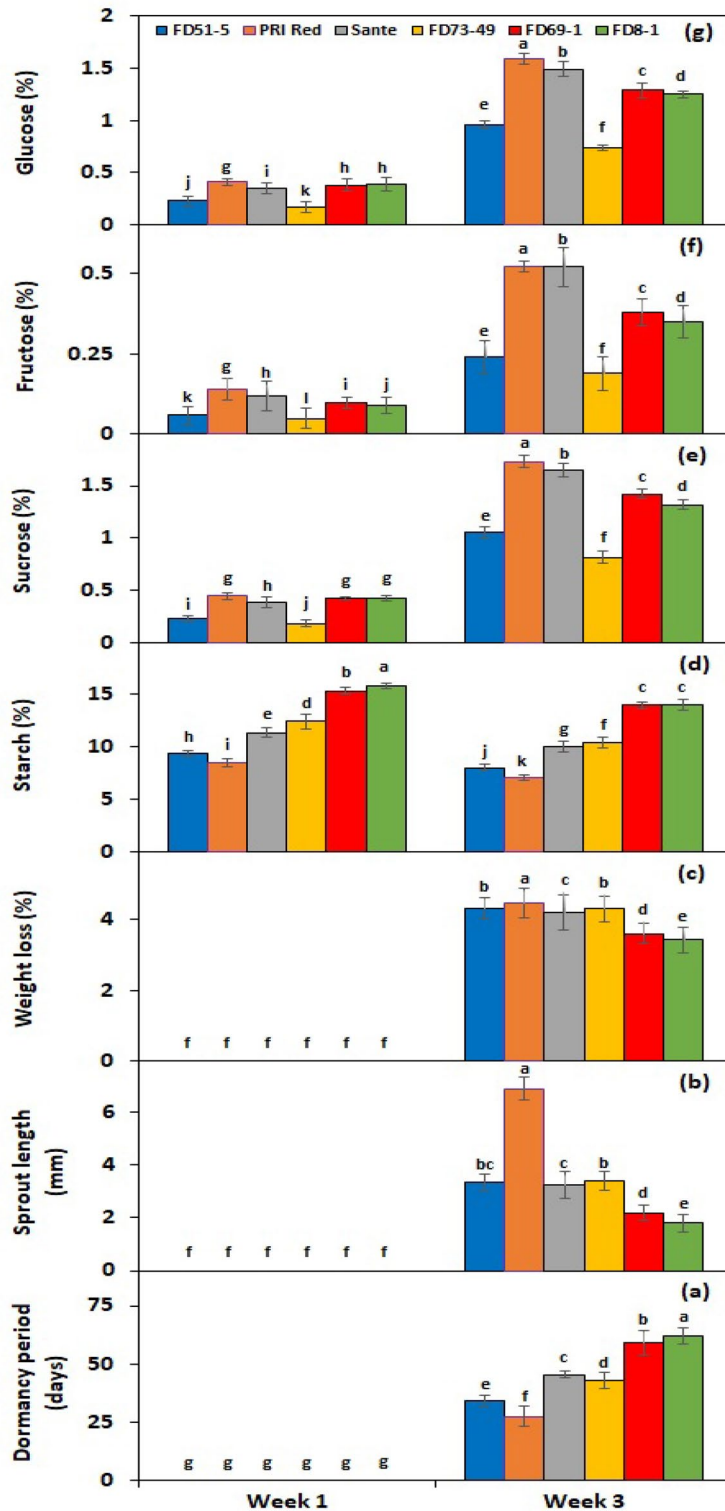 2 FD51-5 PRI Red Sante FD73-49 FD69-1 FD8-1 (g)
a
b
1.5
c d
Glucose (%)
1 e
f
0.5 j g i k h h
0
(f)
a b
0.5
Fructose (%)
c
d
e
0.25 f
g h
k l i j
0
(e)
a
b
1.5 c
d
Sucrose (%)
e
1
f
0.5 g h g g
i j
0
(d)
a
b
15 c c
Starch (%)
d
e
10 h g f
i j
k
5
0
(c)
b a c b
d e
4
Weight loss (%)
2
f f f f f f
0
a (b)
6
Sprout length
(mm)
4 bc c b
d
e
2
f f f f f f
0
(a)
75
b a
Dormancy period
(days)
50 c d
e
f
25
g g g g g g
0
Week 1 Week 3